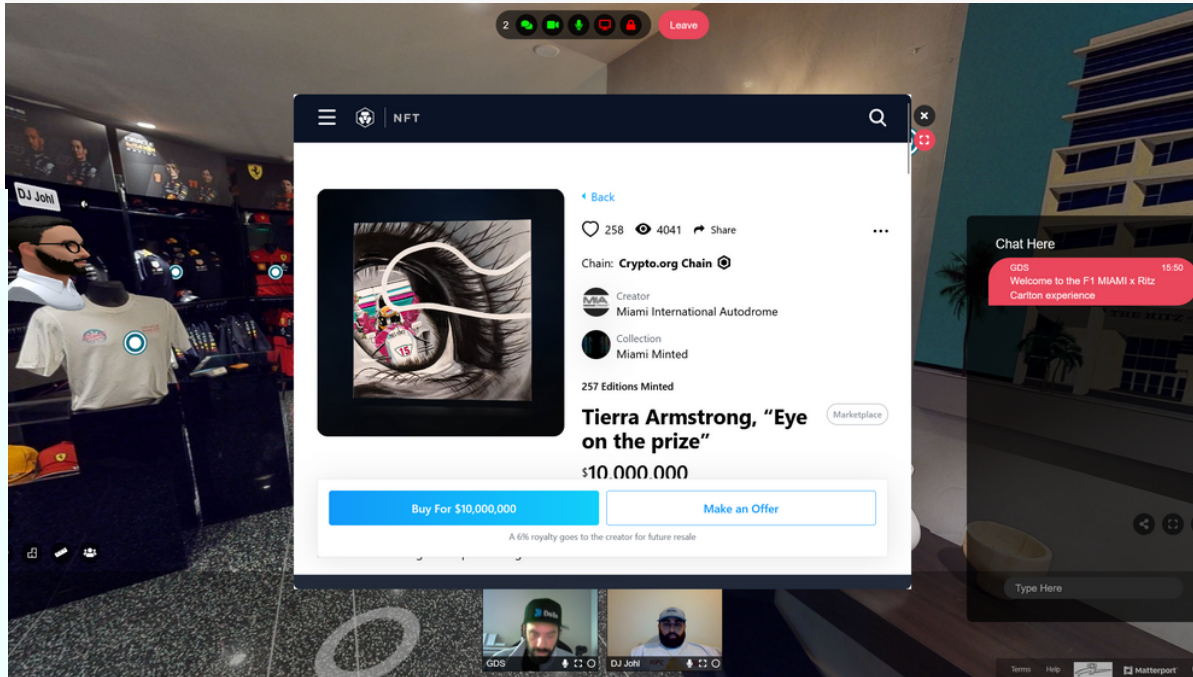 2
Leave
NFT
DJ Johl
Back
258
4041
Share
Chain: Crypto.org Chain
Creator
Miami International Autodrome
Collection
Miami Minted
257 Editions Minted
Tierra Armstrong, “Eye
on the prize”
Marketplace
$10,000,000
Buy For $10,000,000
Make an Offer
A 6% royalty goes to the creator for future resale
15
Chat Here
GDS
15:50
Welcome to the F1 MIAMI x Ritz
Carlton experience
THE RITZ
Type Here
GDS
DJ Johl
Terms
Help
Matterport